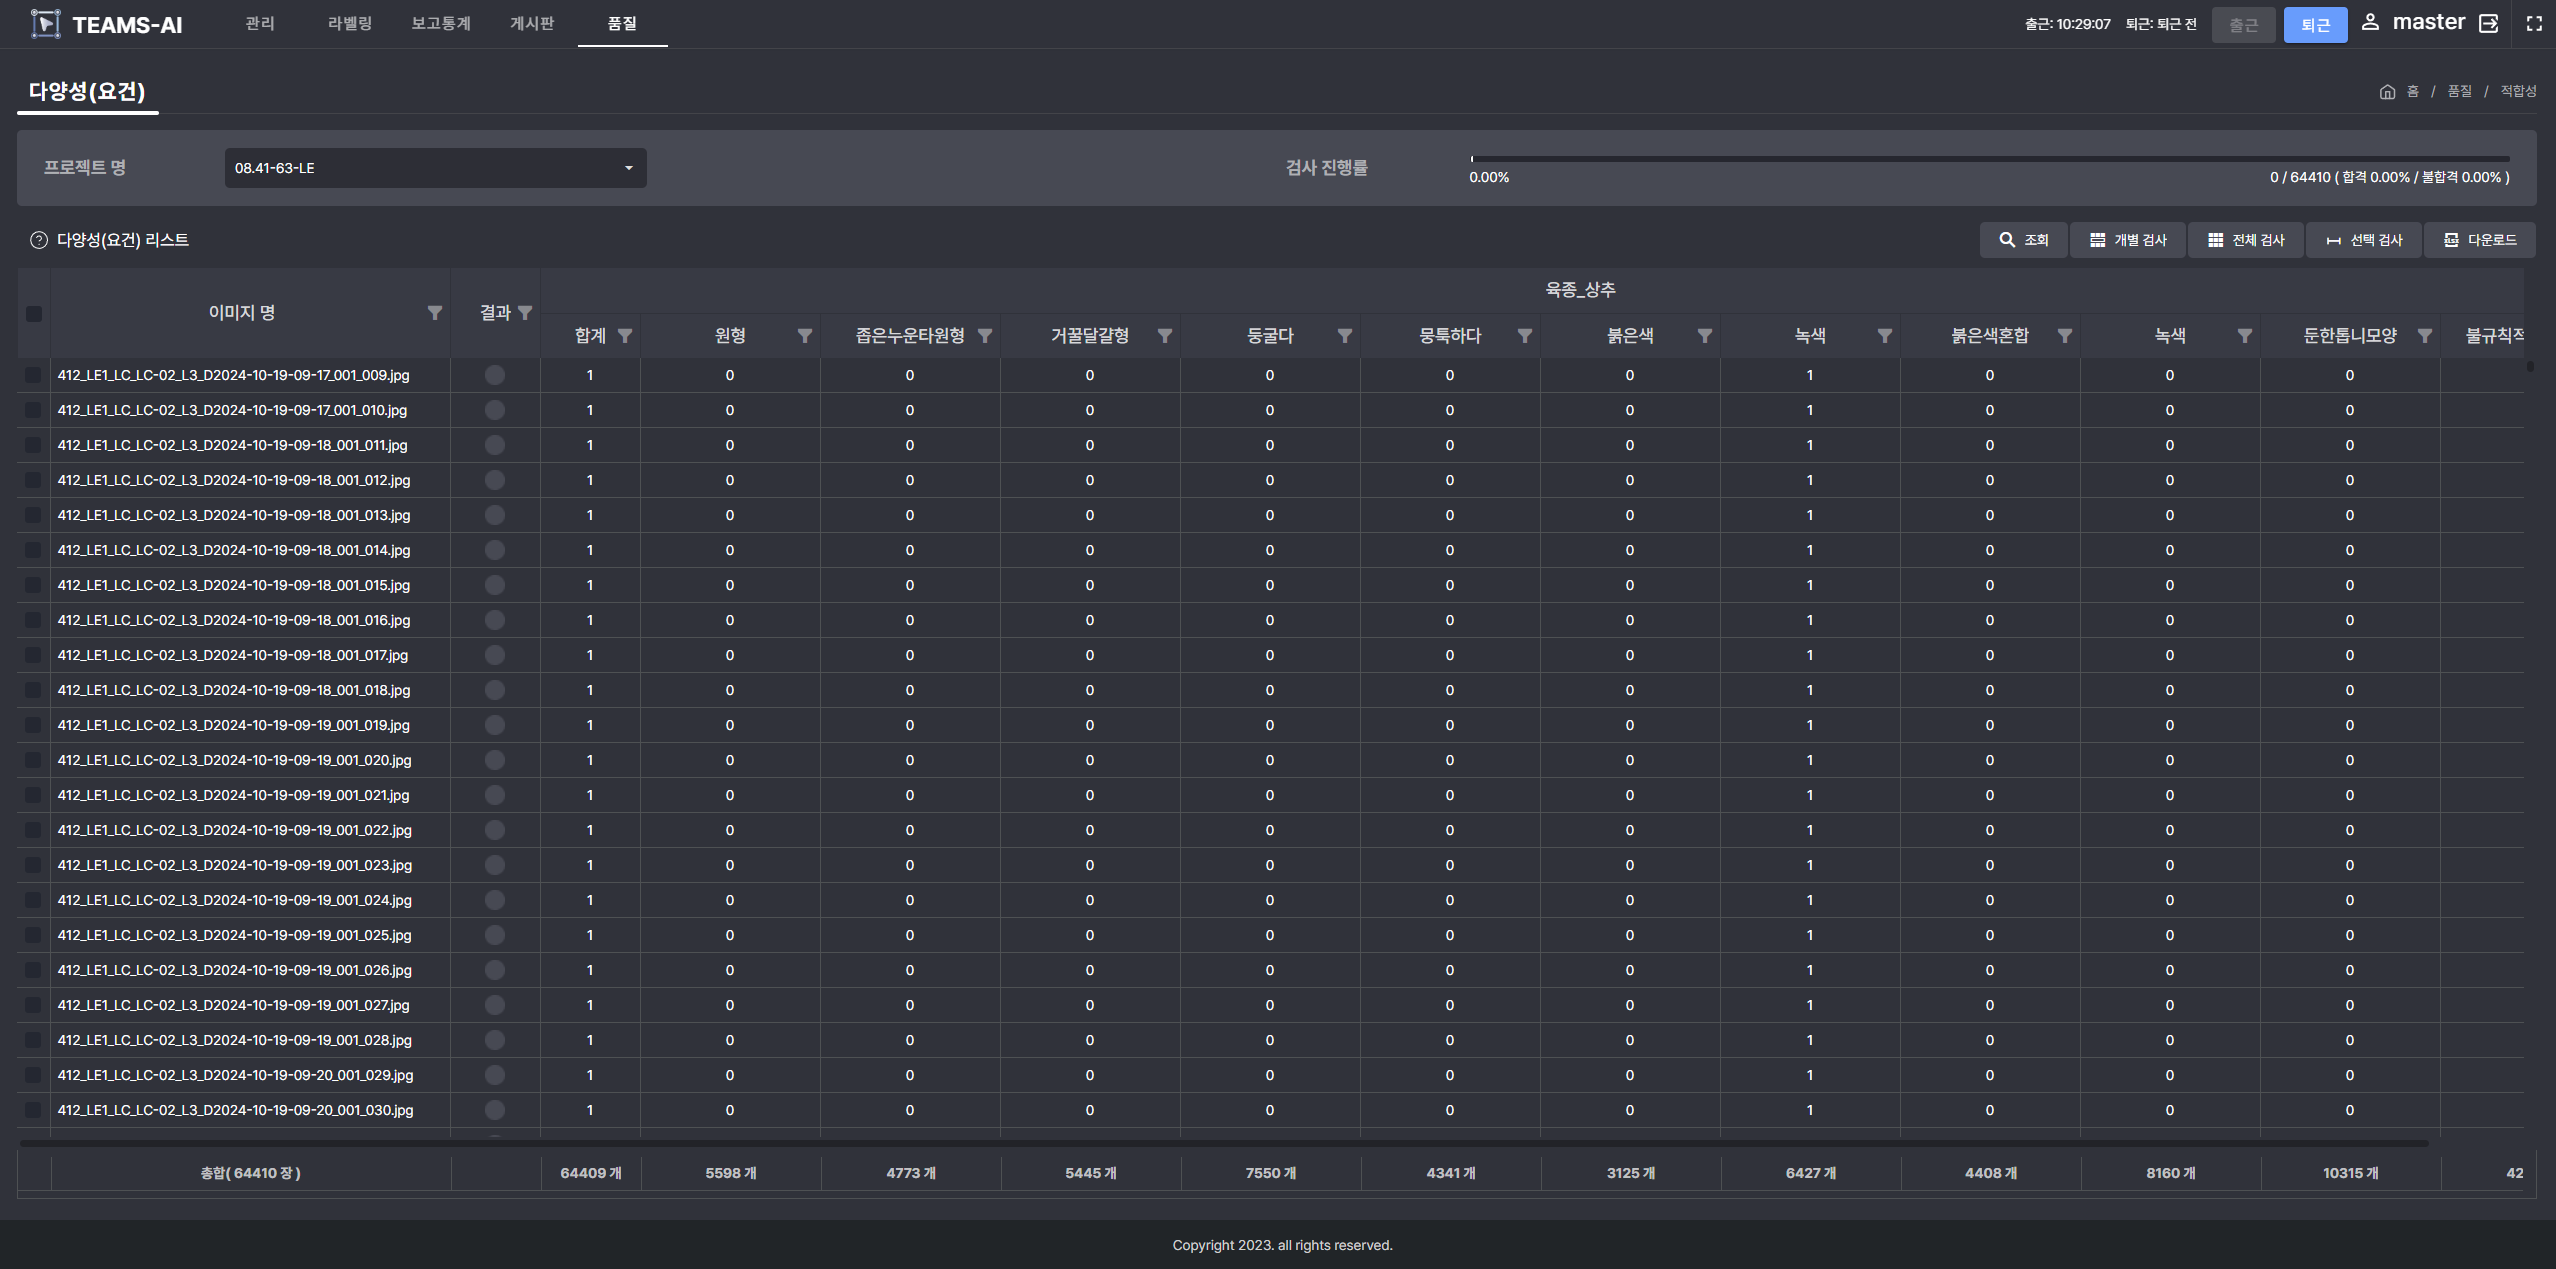 TEAMS-AI 관리 라벨링 보고통계 게시판 품질 출근: 10:29:07 퇴근: 퇴근 전 출근 퇴근 master
다양성(요건) 홈 / 품질 / 적합성
프로젝트 명 08.41-63-LE 검사 진행률 0.00% 0 / 64410 ( 합격 0.00% / 불합격 0.00% )
다양성(요건) 리스트 조회 개별 검사 전체 검사 선택 검사 다운로드
육종_상추
이미지 명 결과 합계 원형 좁은누운타원형 거꿀달걀형 둥굴다 뭉툭하다 붉은색 녹색 붉은색혼합 녹색 둔한톱니모양 불규칙적
412_LE1_LC_LC-02_L3_D2024-10-19-09-17_001_009.jpg 1 0 0 0 0 0 0 1 0 0 0
412_LE1_LC_LC-02_L3_D2024-10-19-09-17_001_010.jpg 1 0 0 0 0 0 0 1 0 0 0
412_LE1_LC_LC-02_L3_D2024-10-19-09-18_001_011.jpg 1 0 0 0 0 0 0 1 0 0 0
412_LE1_LC_LC-02_L3_D2024-10-19-09-18_001_012.jpg 1 0 0 0 0 0 0 1 0 0 0
412_LE1_LC_LC-02_L3_D2024-10-19-09-18_001_013.jpg 1 0 0 0 0 0 0 1 0 0 0
412_LE1_LC_LC-02_L3_D2024-10-19-09-18_001_014.jpg 1 0 0 0 0 0 0 1 0 0 0
412_LE1_LC_LC-02_L3_D2024-10-19-09-18_001_015.jpg 1 0 0 0 0 0 0 1 0 0 0
412_LE1_LC_LC-02_L3_D2024-10-19-09-18_001_016.jpg 1 0 0 0 0 0 0 1 0 0 0
412_LE1_LC_LC-02_L3_D2024-10-19-09-18_001_017.jpg 1 0 0 0 0 0 0 1 0 0 0
412_LE1_LC_LC-02_L3_D2024-10-19-09-18_001_018.jpg 1 0 0 0 0 0 0 1 0 0 0
412_LE1_LC_LC-02_L3_D2024-10-19-09-19_001_019.jpg 1 0 0 0 0 0 0 1 0 0 0
412_LE1_LC_LC-02_L3_D2024-10-19-09-19_001_020.jpg 1 0 0 0 0 0 0 1 0 0 0
412_LE1_LC_LC-02_L3_D2024-10-19-09-19_001_021.jpg 1 0 0 0 0 0 0 1 0 0 0
412_LE1_LC_LC-02_L3_D2024-10-19-09-19_001_022.jpg 1 0 0 0 0 0 0 1 0 0 0
412_LE1_LC_LC-02_L3_D2024-10-19-09-19_001_023.jpg 1 0 0 0 0 0 0 1 0 0 0
412_LE1_LC_LC-02_L3_D2024-10-19-09-19_001_024.jpg 1 0 0 0 0 0 0 1 0 0 0
412_LE1_LC_LC-02_L3_D2024-10-19-09-19_001_025.jpg 1 0 0 0 0 0 0 1 0 0 0
412_LE1_LC_LC-02_L3_D2024-10-19-09-19_001_026.jpg 1 0 0 0 0 0 0 1 0 0 0
412_LE1_LC_LC-02_L3_D2024-10-19-09-19_001_027.jpg 1 0 0 0 0 0 0 1 0 0 0
412_LE1_LC_LC-02_L3_D2024-10-19-09-19_001_028.jpg 1 0 0 0 0 0 0 1 0 0 0
412_LE1_LC_LC-02_L3_D2024-10-19-09-20_001_029.jpg 1 0 0 0 0 0 0 1 0 0 0
412_LE1_LC_LC-02_L3_D2024-10-19-09-20_001_030.jpg 1 0 0 0 0 0 0 1 0 0 0
총합( 64410 장 ) 64409 개 5598 개 4773 개 5445 개 7550 개 4341 개 3125 개 6427 개 4408 개 8160 개 10315 개 42
Copyright 2023. all rights reserved.